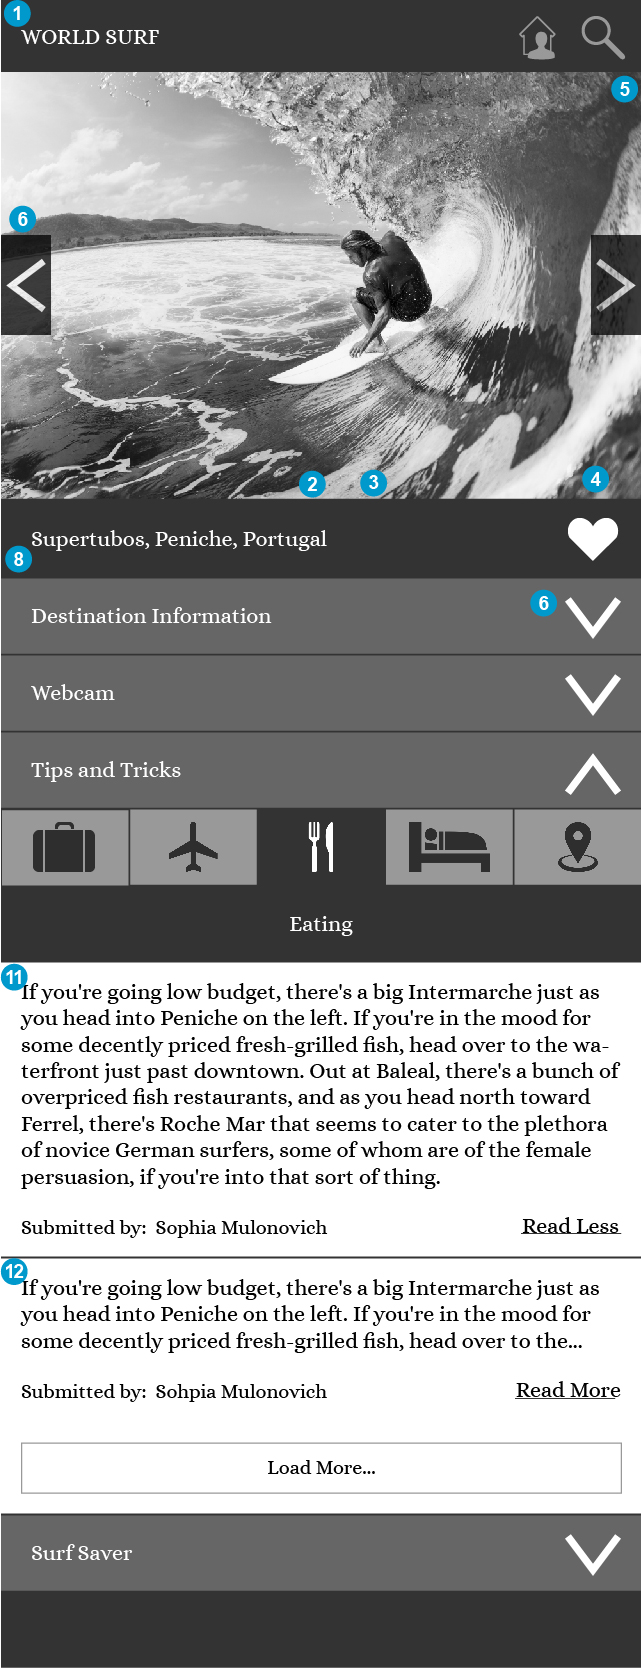 1
WORLD SURF
5
6
2
3
4
Supertubos, Peniche, Portugal
8
Destination Information
6
Webcam
Tips and Tricks
Eating
11
If you're going low budget, there's a big Intermarche just as
you head into Peniche on the left. If you're in the mood for
some decently priced fresh-grilled fish, head over to the wa-
terfront just past downtown. Out at Baleal, there's a bunch of
overpriced fish restaurants, and as you head north toward
Ferrel, there's Roche Mar that seems to cater to the plethora
of novice German surfers, some of whom are of the female
persuasion, if you're into that sort of thing.
Submitted by: Sophia Mulonovich
Read Less
12
If you're going low budget, there's a big Intermarche just as
you head into Peniche on the left. If you're in the mood for
some decently priced fresh-grilled fish, head over to the...
Submitted by: Sohpia Mulonovich
Read More
Load More...
Surf Saver